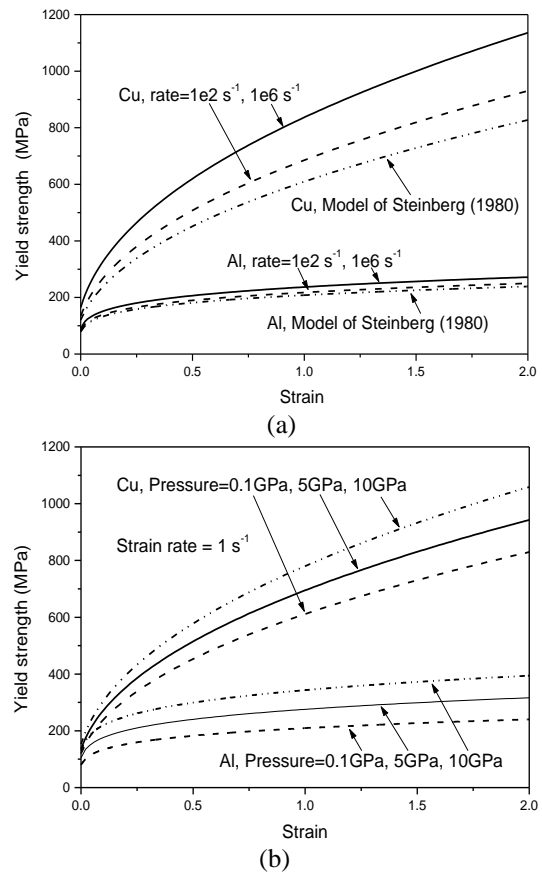 1200
1000
800
600
400
200
0
Yield strength (MPa)
Cu, rate=1e2 s⁻¹, 1e6 s⁻¹
Cu, Model of Steinberg (1980)
Al, rate=1e2 s⁻¹, 1e6 s⁻¹
Al, Model of Steinberg (1980)
0.0 0.5 1.0 1.5 2.0
Strain
(a)
1200
1000
800
600
400
200
0
Yield strength (MPa)
Cu, Pressure=0.1GPa, 5GPa, 10GPa
Strain rate = 1 s⁻¹
Al, Pressure=0.1GPa, 5GPa, 10GPa
0.0 0.5 1.0 1.5 2.0
Strain
(b)